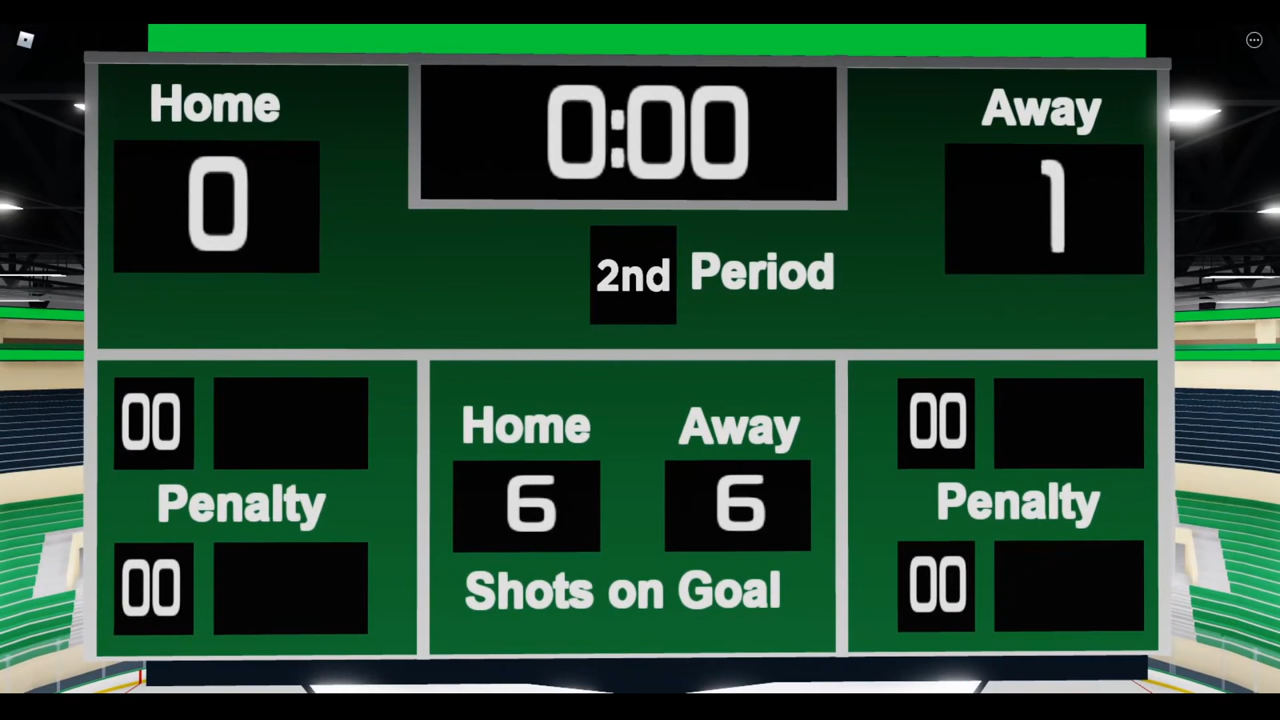 Home
0:00
Away
0
1
2nd Period
00
00
Home Away
6 6
Penalty
Penalty
00
00
Shots on Goal